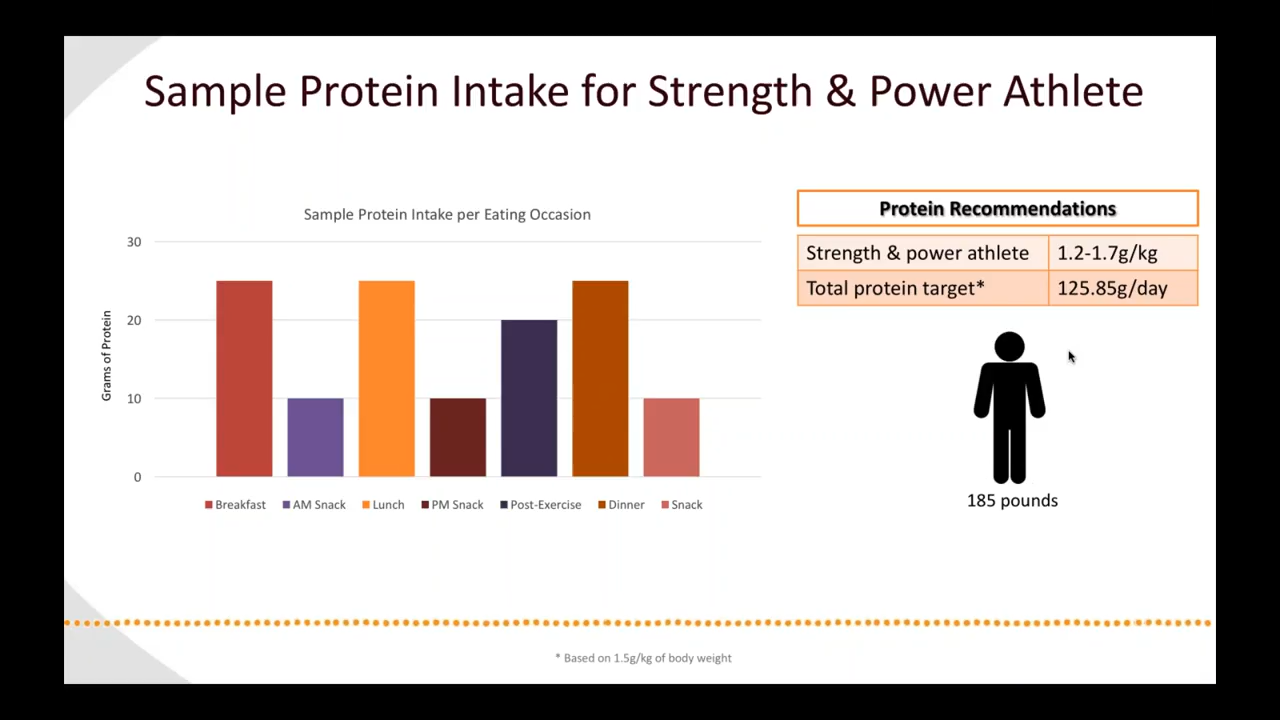 Sample Protein Intake for Strength & Power Athlete
Sample Protein Intake per Eating Occasion
Grams of Protein
30
20
10
0
Breakfast AM Snack Lunch PM Snack Post-Exercise Dinner Snack
Protein Recommendations
Strength & power athlete 1.2-1.7g/kg
Total protein target* 125.85g/day
185 pounds
* Based on 1.5g/kg of body weight